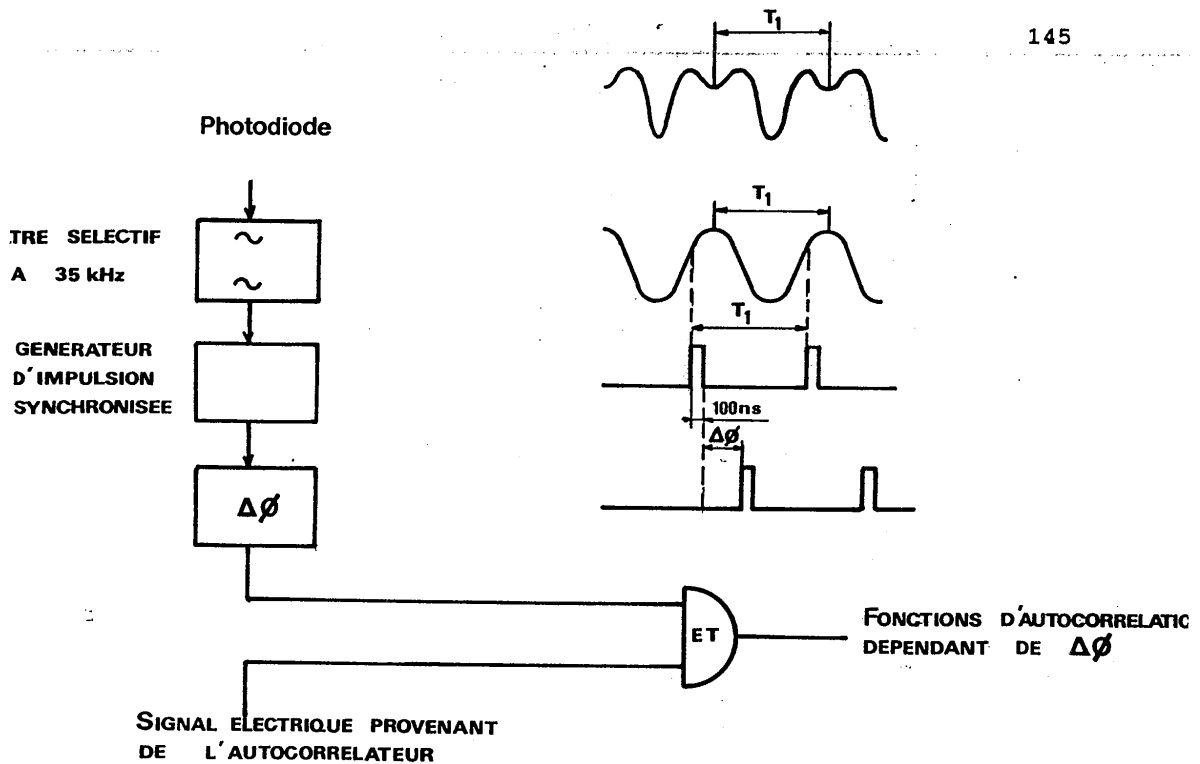 145
T1
Photodiode
T1
TRE SELECTIF
A 35 kHz
T1
GENERATEUR
D'IMPULSION
SYNCHRONISEE
100ns
ΔØ
ΔØ
ET
FONCTIONS D'AUTOCORRELATIC
DEPENDANT DE ΔØ
SIGNAL ELECTRIQUE PROVENANT
DE L'AUTOCORRELATEUR